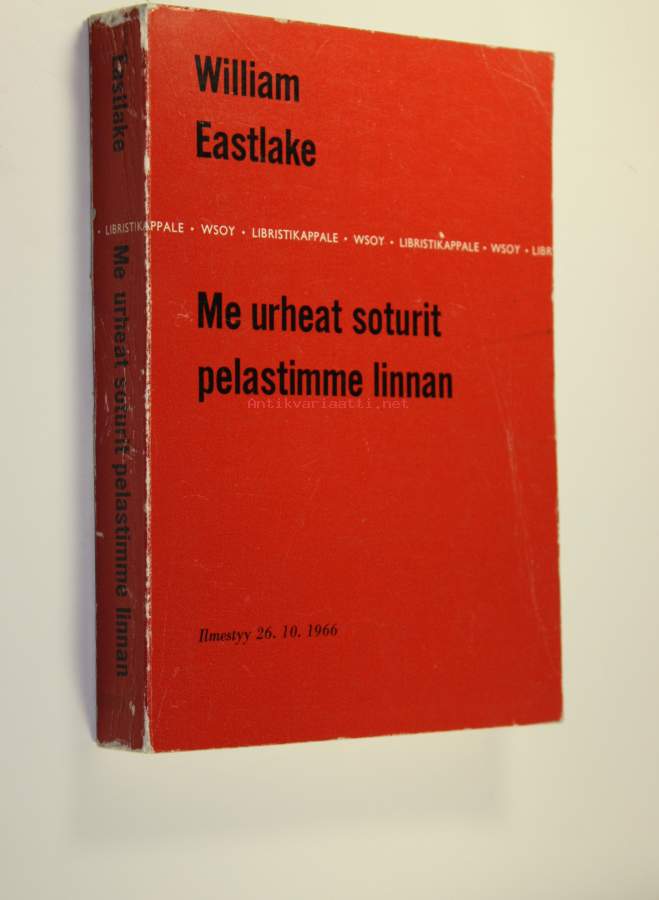 William
Eastlake
• LIBRISTIKAPPALE • WSOY • LIBRISTIKAPPALE • WSOY • LIBRISTIKAPPALE • WSOY • LIBR
Me urheat soturit
pelastimme linnan
Antikvariaatti.net
Ilmestyy 26. 10. 1966
Eastlake Me urheat soturit pelastimme linnan